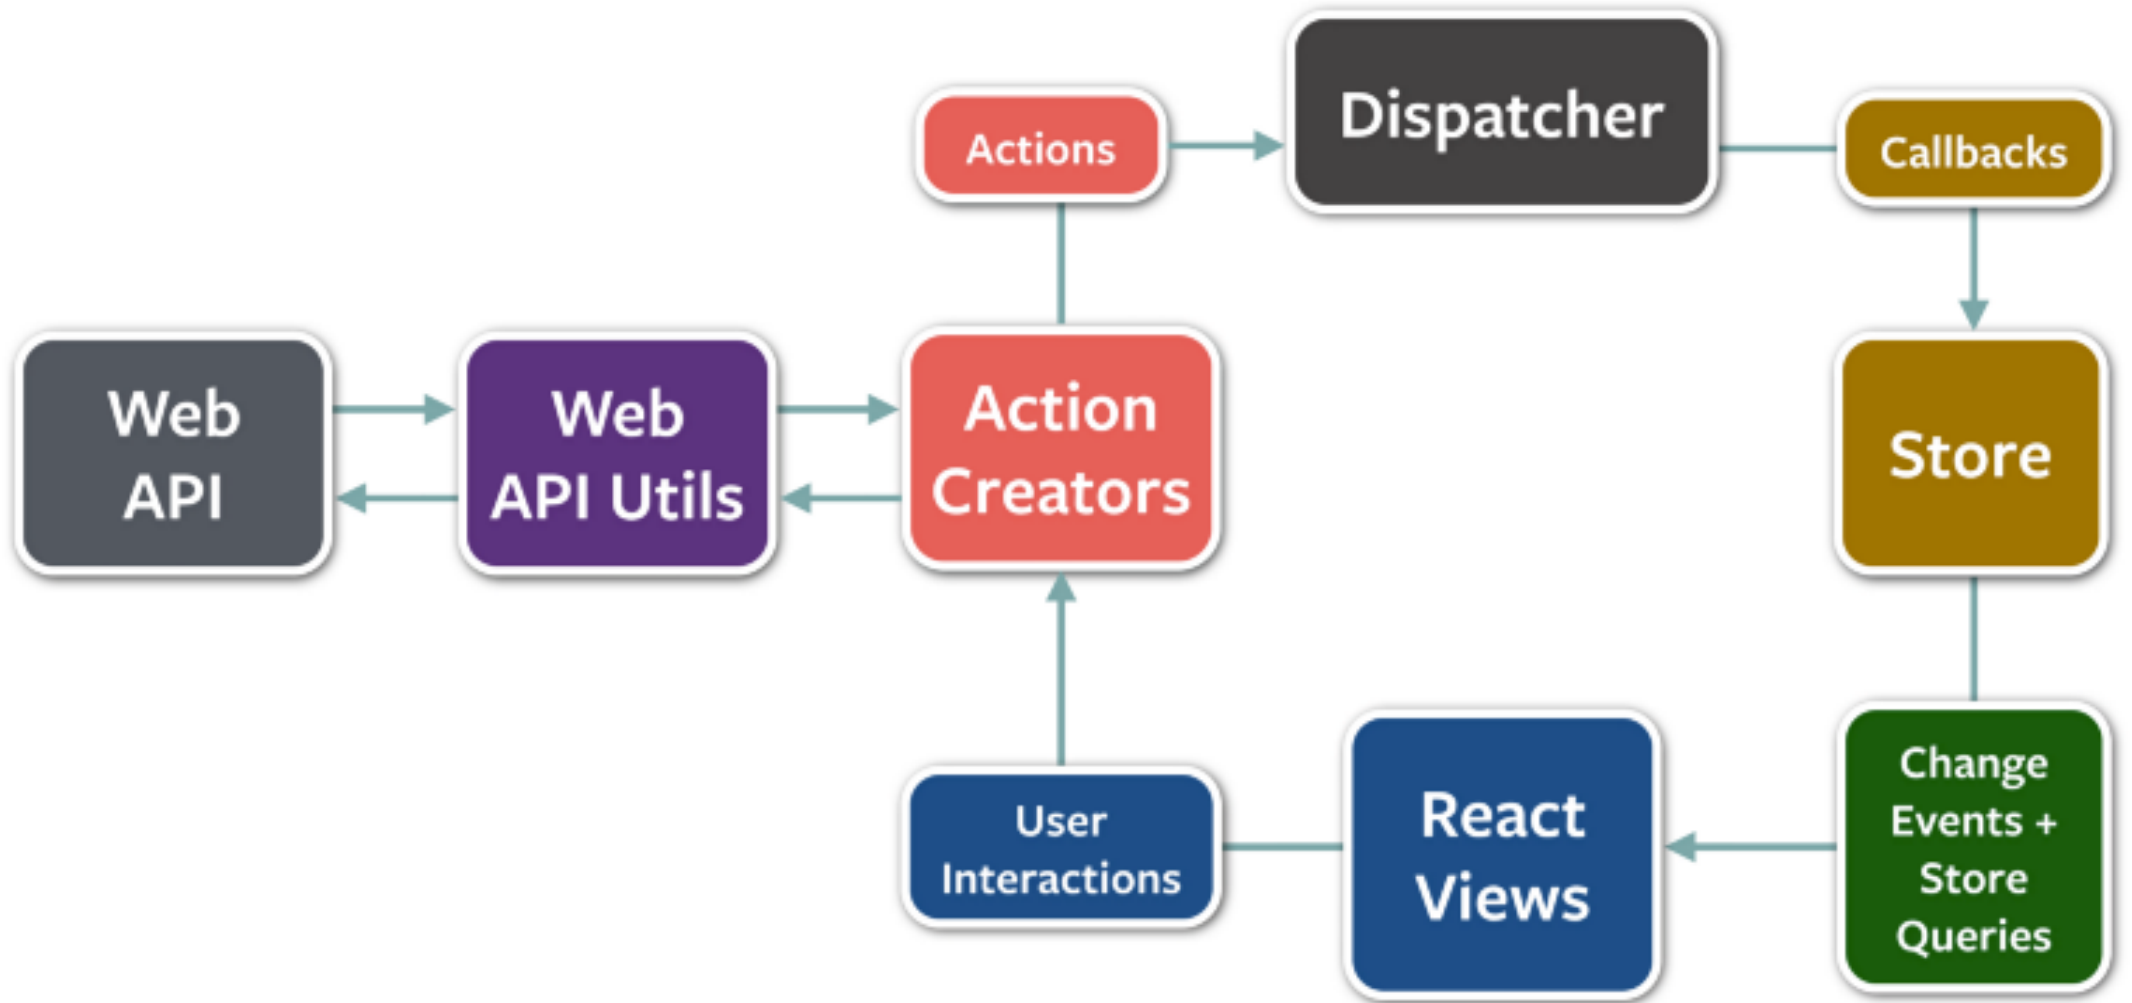 Dispatcher
Actions
Callbacks
Web
API
Web
API Utils
Action
Creators
Store
User
Interactions
React
Views
Change
Events +
Store
Queries